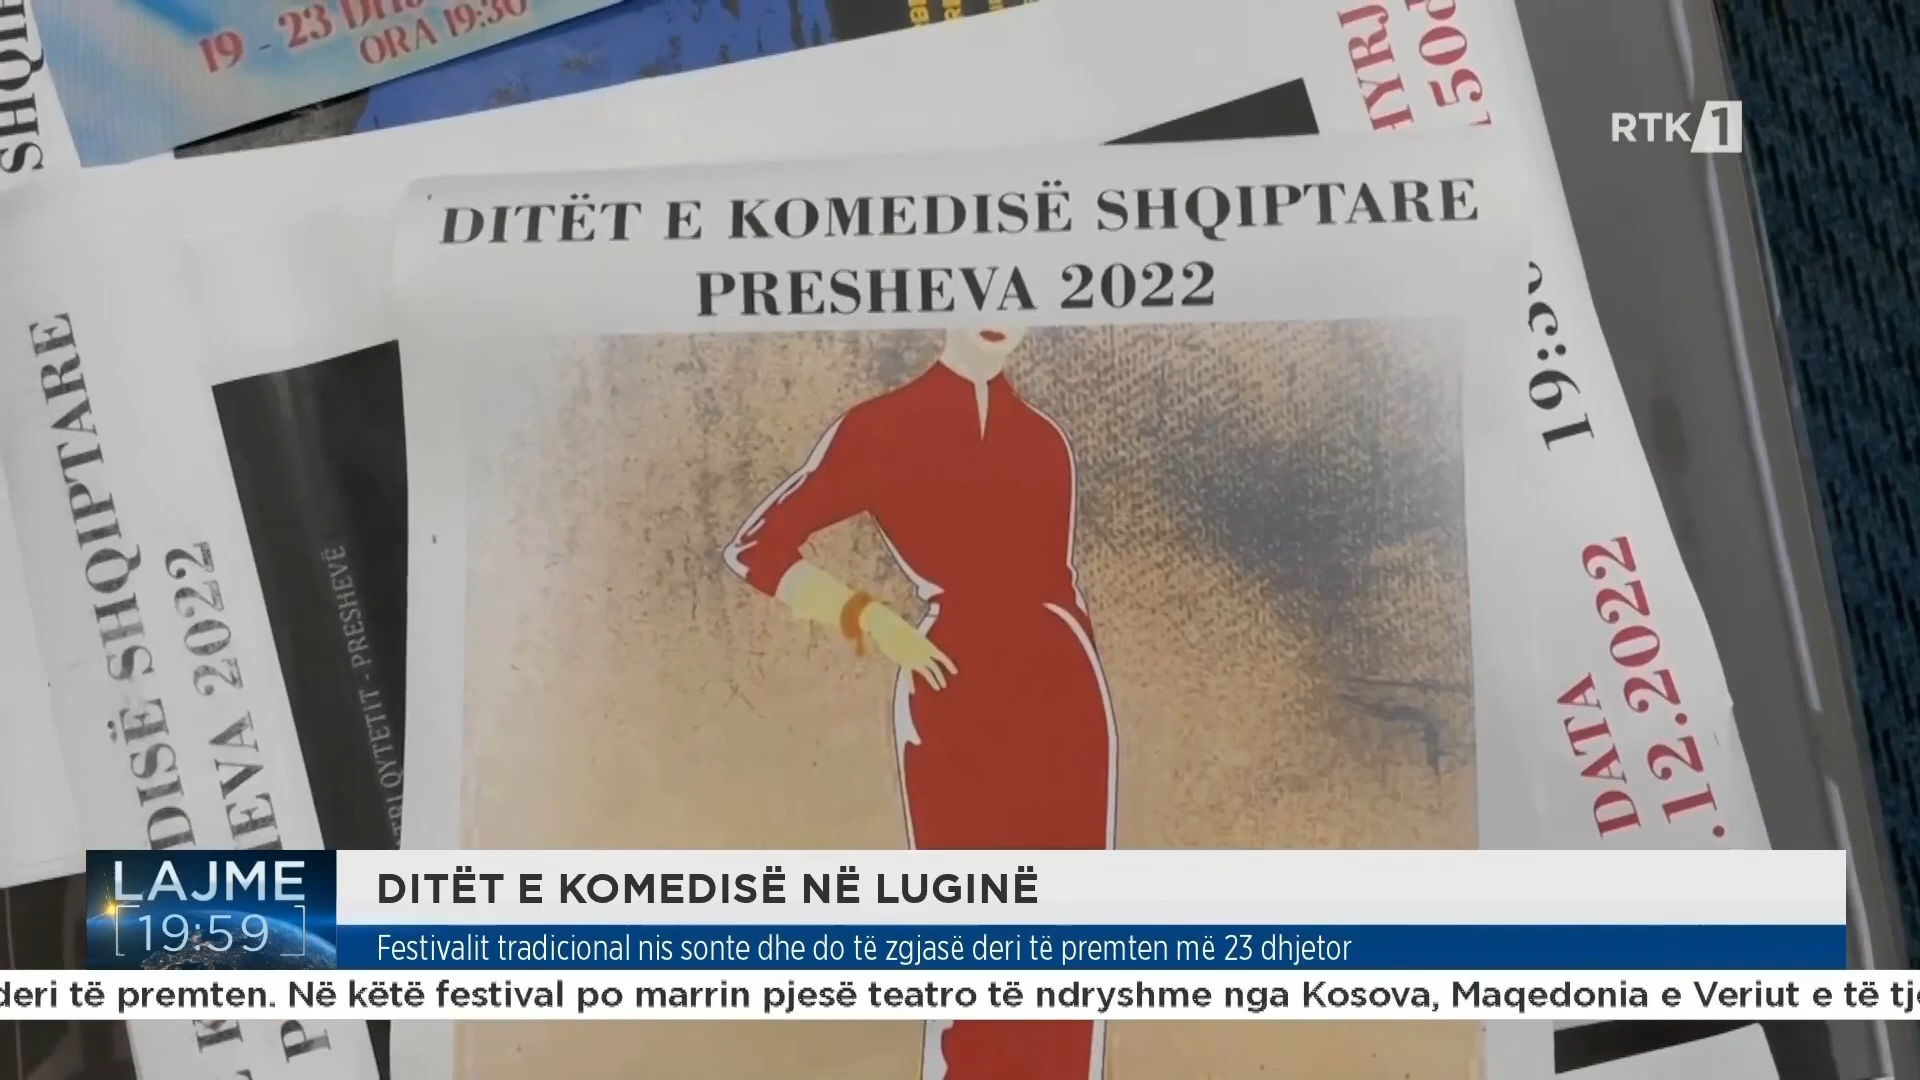 19 - 23
ORA 19:30
RTK 1
DITËT E KOMEDISË SHQIPTARE
PRESHEVA 2022
19:30
SHQIPTARE
2022
QYTETIT - PRESHEVË
DATA
.12.2022
LAJME
19:59
DITËT E KOMEDISË NË LUGINË
Festivalit tradicional nis sonte dhe do të zgjasë deri të premten më 23 dhjetor
deri të premten. Në këtë festival po marrin pjesë teatro të ndryshme nga Kosova, Maqedonia e Veriut e të